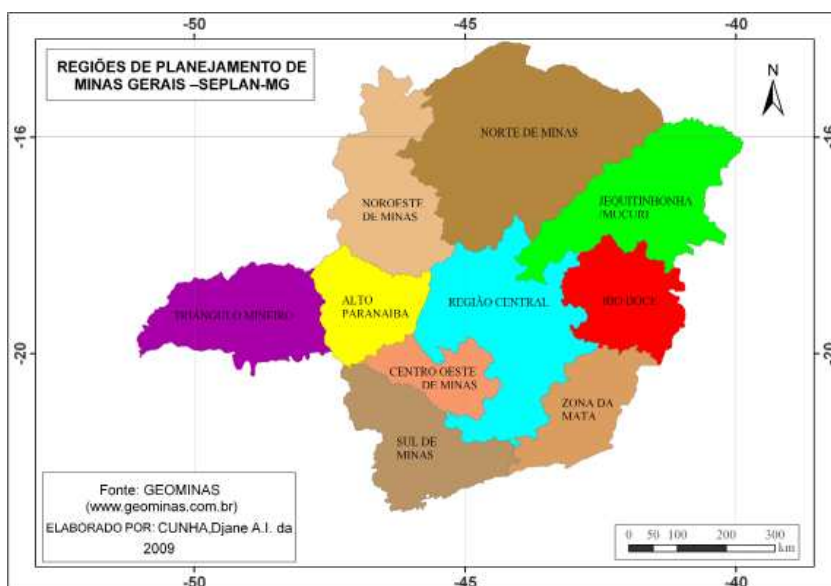 -50
-45
-40
REGIÕES DE PLANEJAMENTO DE
MINAS GERAIS –SEPLAN-MG
N
-16
-16
NORTE DE MINAS
JEQUITINHONHA
/MUCURI
NOROESTE
DE MINAS
TRIÂNGULO MINEIRO
ALTO
PARANAIBA
REGIÃO CENTRAL
RIO DOCE
-20
-20
CENTRO OESTE
DE MINAS
ZONA DA
MATA
SUL DE
MINAS
Fonte: GEOMINAS
(www.geominas.com.br)
ELABORADO POR: CUNHA,Djane A.I. da
2009
0 50 100 200 300
km
-50
-45
-40